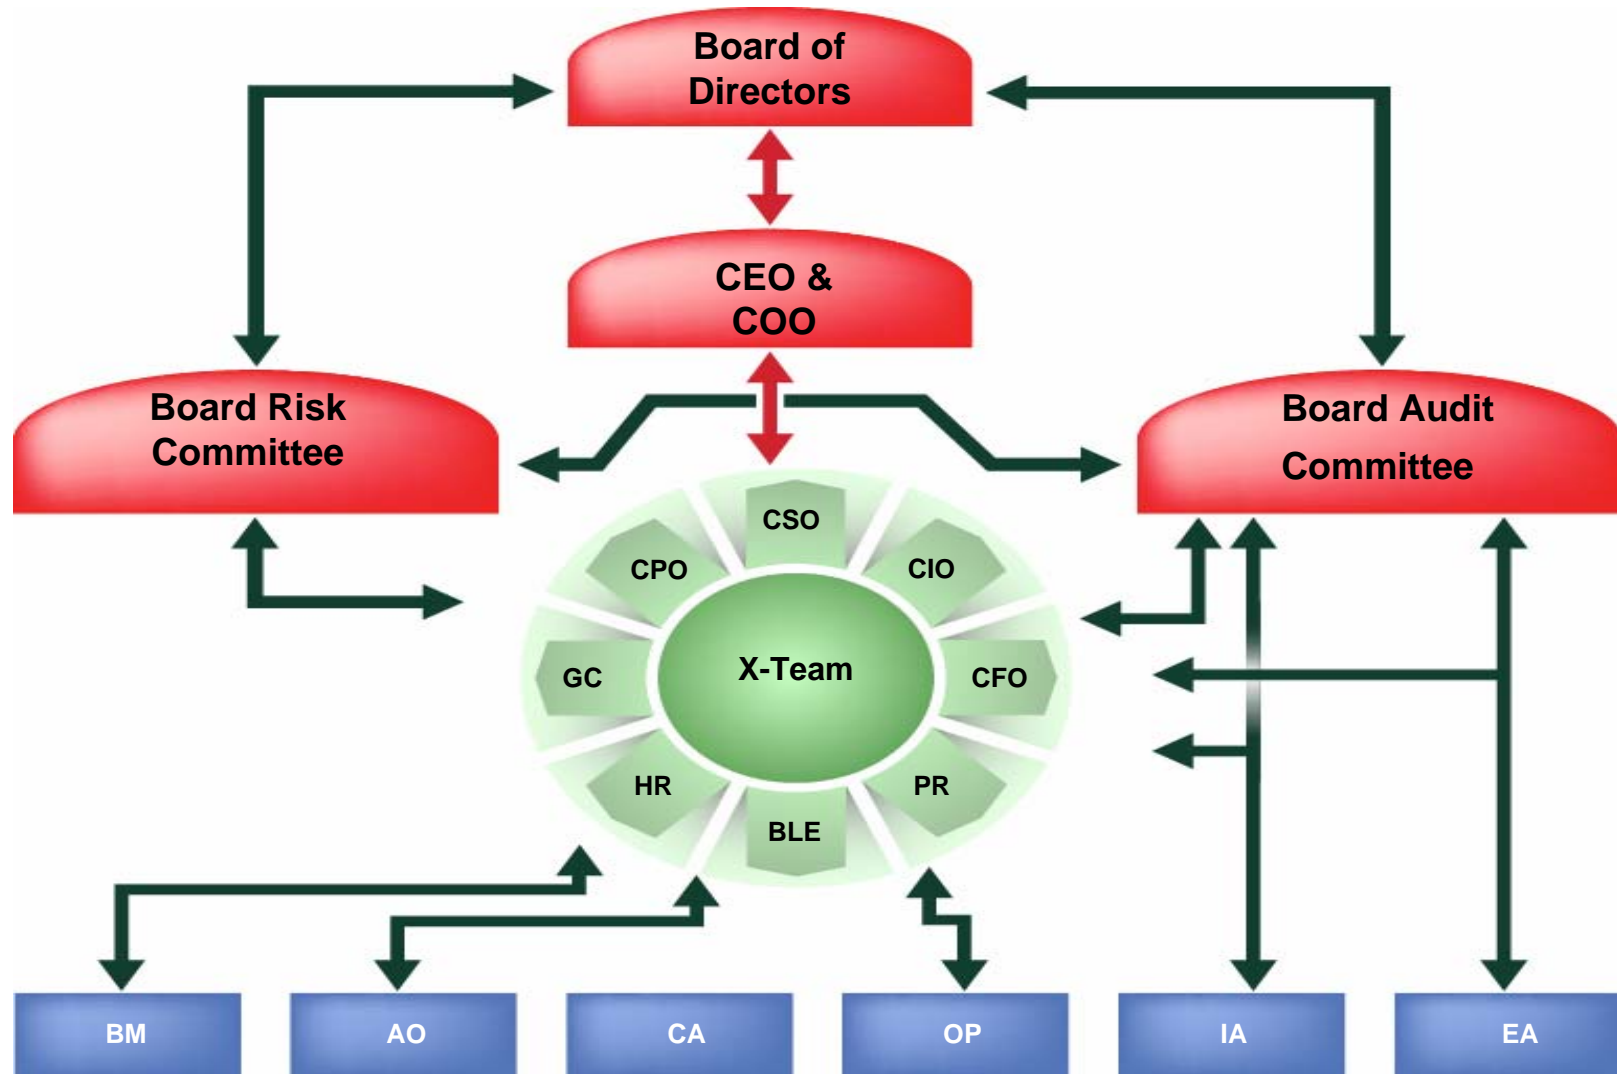 Board of
Directors
CEO &
COO
Board Risk
Committee
Board Audit
Committee
CSO
CPO
CIO
GC
X-Team
CFO
HR
PR
BLE
BM
AO
CA
OP
IA
EA